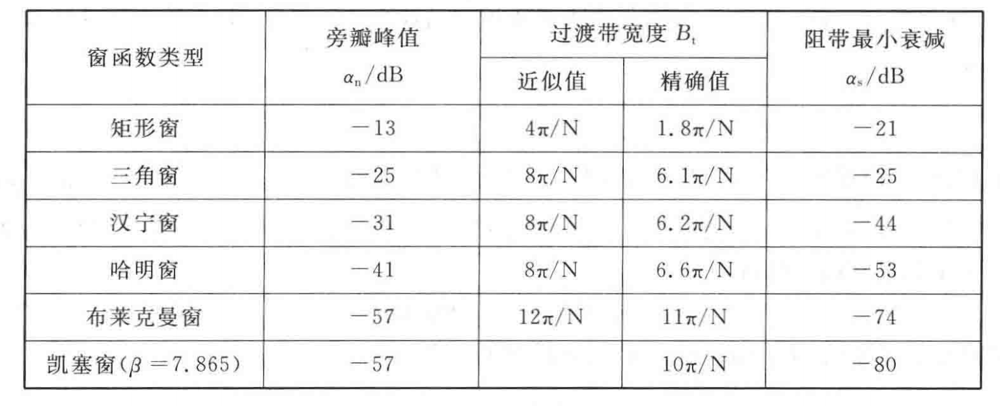 窗函数类型 旁瓣峰值 αn/dB 过渡带宽度 Bt 阻带最小衰减 αs/dB
近似值 精确值
矩形窗 －13 4π/N 1.8π/N －21
三角窗 －25 8π/N 6.1π/N －25
汉宁窗 －31 8π/N 6.2π/N －44
哈明窗 －41 8π/N 6.6π/N －53
布莱克曼窗 －57 12π/N 11π/N －74
凯塞窗(β＝7.865) －57 10π/N －80